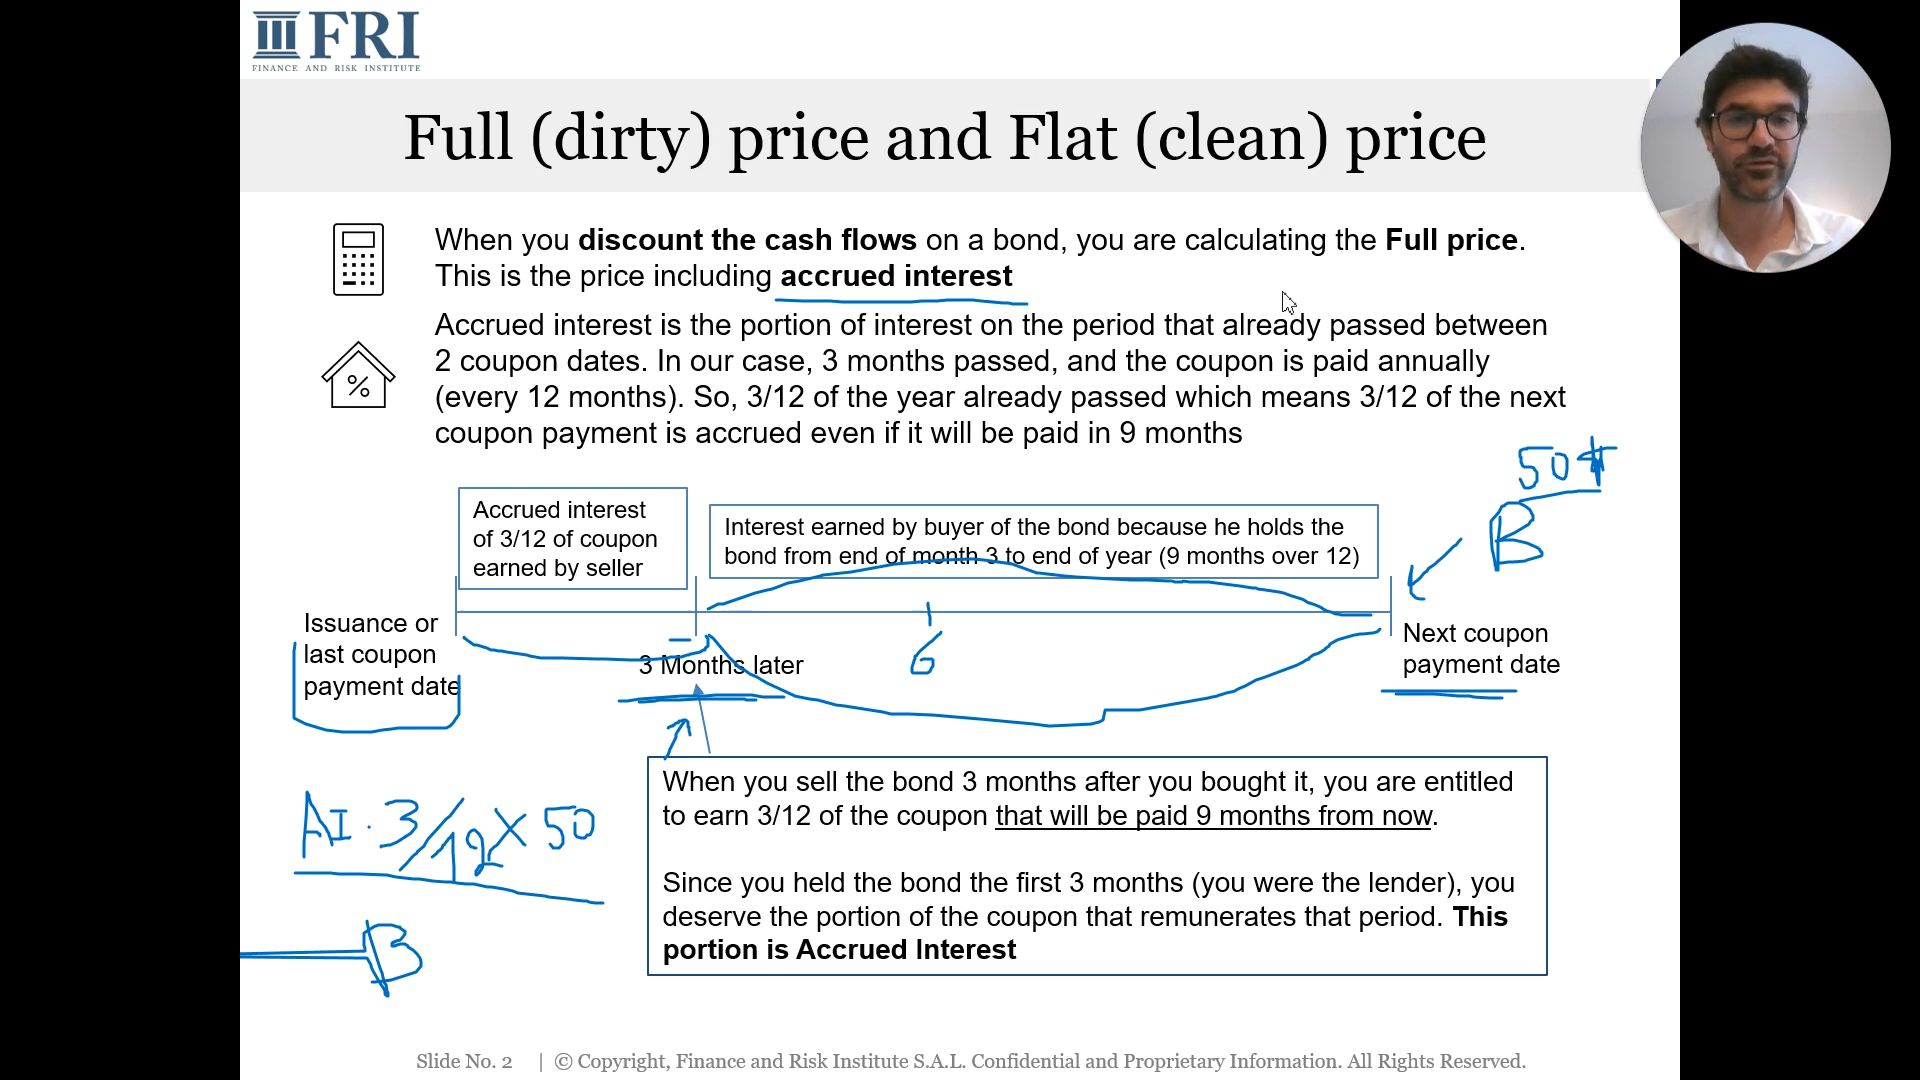 FRI
FINANCE AND RISK INSTITUTE
Full (dirty) price and Flat (clean) price
When you discount the cash flows on a bond, you are calculating the Full price.
This is the price including accrued interest
Accrued interest is the portion of interest on the period that already passed between
2 coupon dates. In our case, 3 months passed, and the coupon is paid annually
(every 12 months). So, 3/12 of the year already passed which means 3/12 of the next
coupon payment is accrued even if it will be paid in 9 months
%
50$
B
Accrued interest
of 3/12 of coupon
earned by seller
Interest earned by buyer of the bond because he holds the
bond from end of month 3 to end of year (9 months over 12)
Issuance or
last coupon
payment date
3 Months later
6
Next coupon
payment date
AI. 3/12 X 50
B
When you sell the bond 3 months after you bought it, you are entitled
to earn 3/12 of the coupon that will be paid 9 months from now.
Since you held the bond the first 3 months (you were the lender), you
deserve the portion of the coupon that remunerates that period. This
portion is Accrued Interest
Slide No. 2 | © Copyright, Finance and Risk Institute S.A.L. Confidential and Proprietary Information. All Rights Reserved.